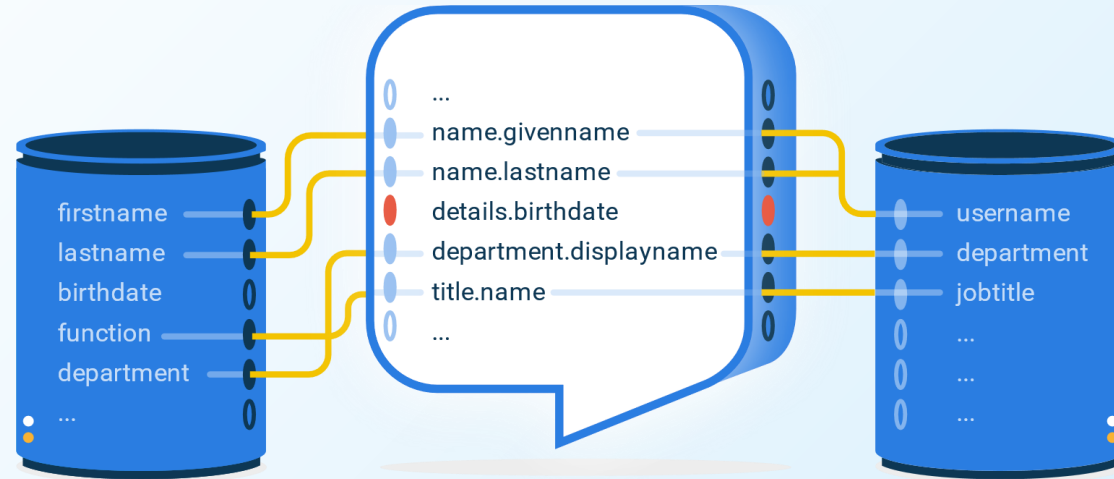 firstname
lastname
birthdate
function
department
...
...
name.givenname
name.lastname
details.birthdate
department.displayname
title.name
...
username
department
jobtitle
...
...
...